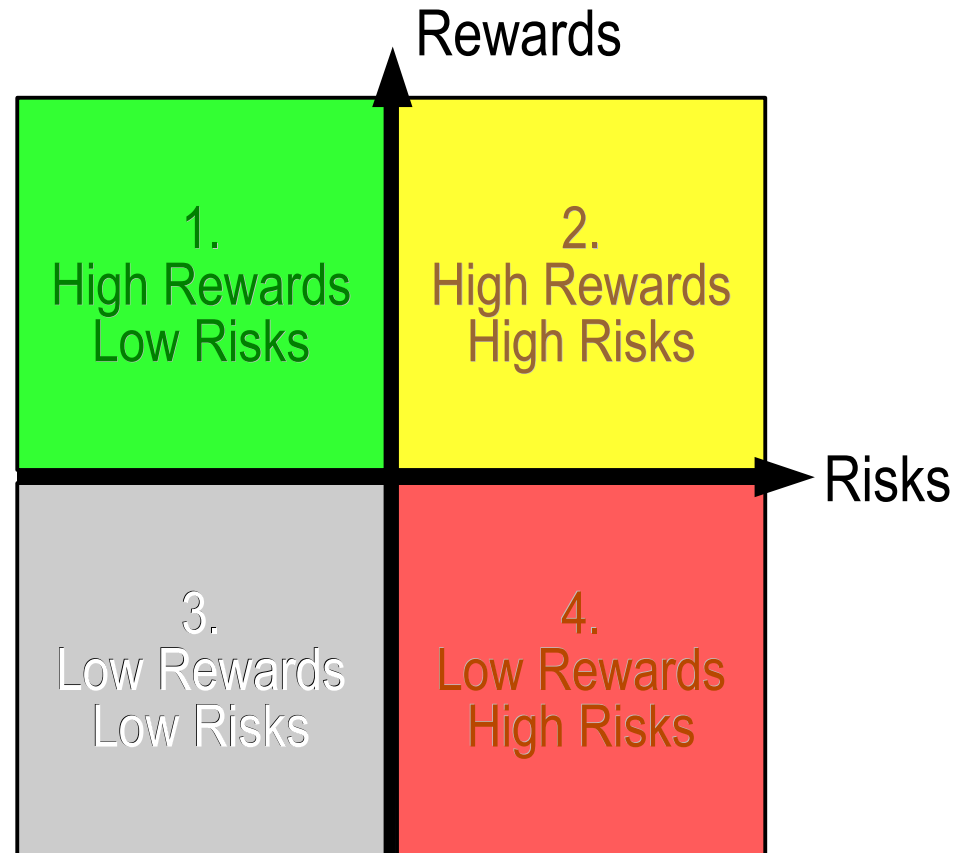 Rewards
1.
High Rewards
Low Risks
2.
High Rewards
High Risks
Risks
3.
Low Rewards
Low Risks
4.
Low Rewards
High Risks